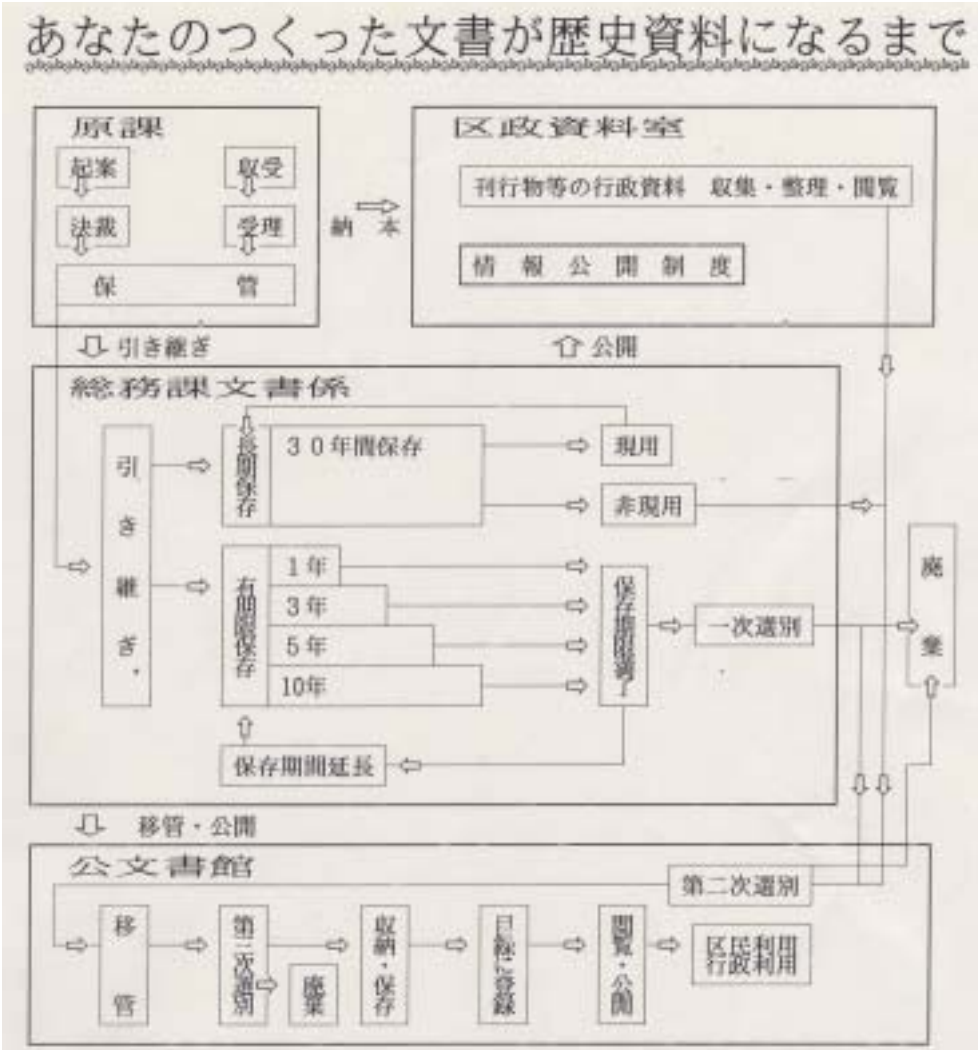 あなたのつくった文書が歴史資料になるまで
原課
起案
収受
決裁
受理
保管
納本
区政資料室
刊行物等の行政資料 収集・整理・閲覧
情報公開制度
引き継ぎ
公開
総務課文書係
引き継ぎ
長期保存
30年間保存
現用
非現用
有期限保存
1年
3年
5年
10年
保存期限満了
一次選別
廃棄
保存期間延長
移管・公開
公文書館
第二次選別
移管
第三次選別
廃棄
収納・保存
目録に登録
閲覧・公開
区民利用
行政利用